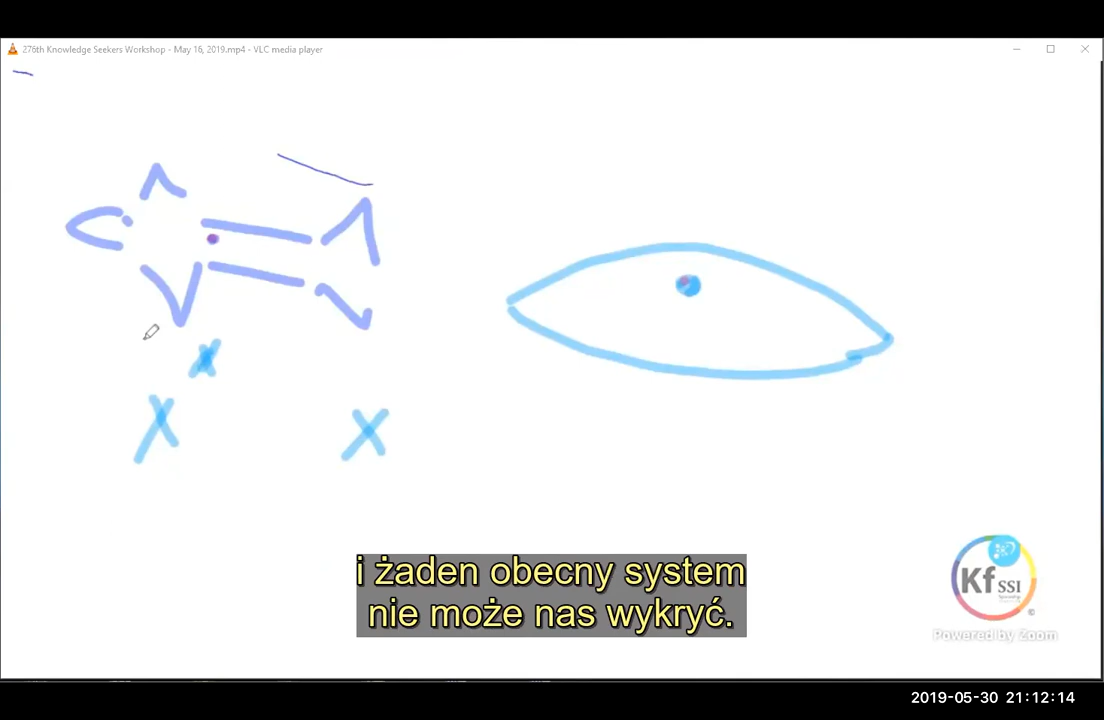 276th Knowledge Seekers Workshop - May 16, 2019.mp4 - VLC media player
X
X
X
i żaden obecny system
nie może nas wykryć.
Kf SSI
©
Powered by Zoom
2019-05-30 21:12:14